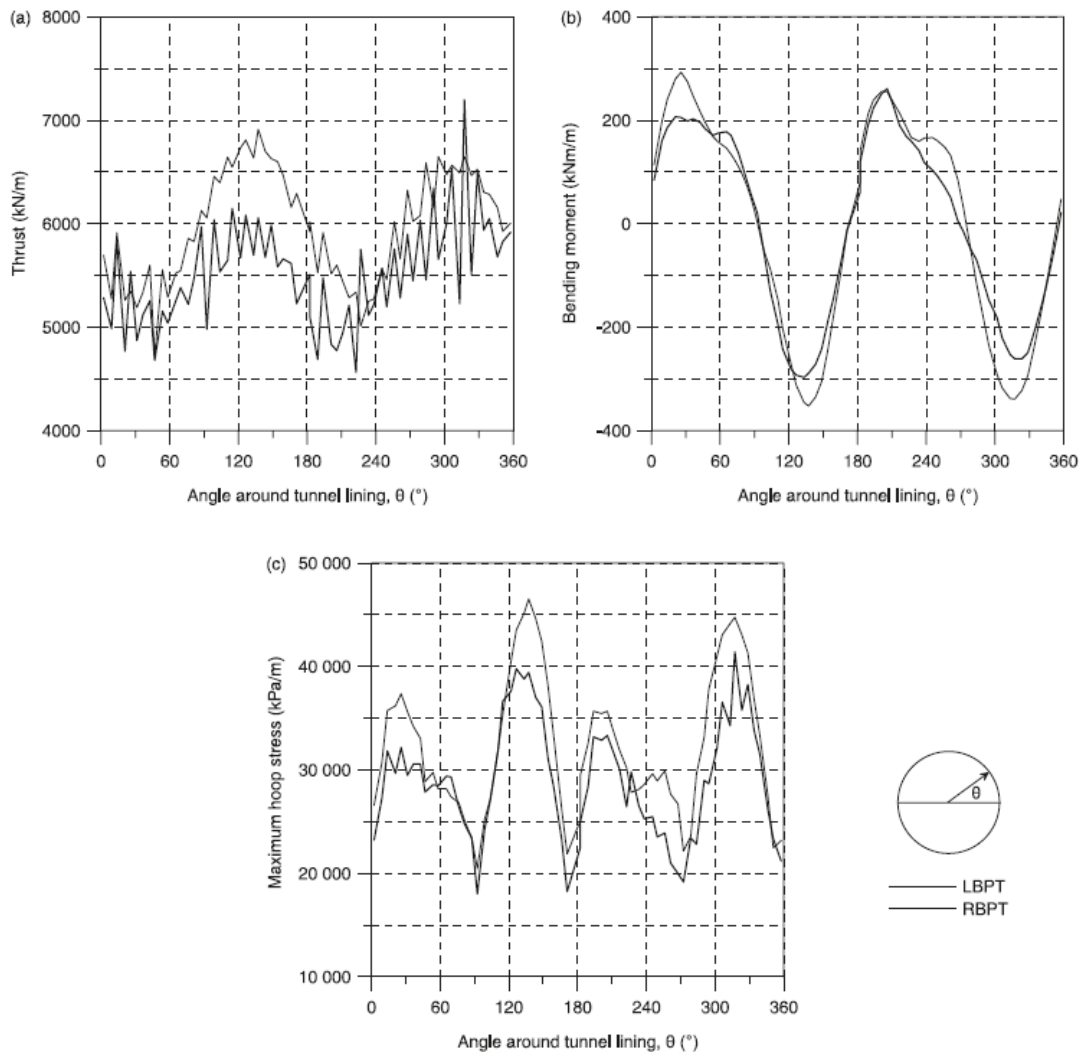 (a)
8000
7000
6000
5000
4000
Thrust (kN/m)
0 60 120 180 240 300 360
Angle around tunnel lining, θ (°)
(b)
400
200
0
-200
-400
Bending moment (kNm/m)
0 60 120 180 240 300 360
Angle around tunnel lining, θ (°)
(c)
50 000
40 000
30 000
20 000
10 000
Maximum hoop stress (kPa/m)
0 60 120 180 240 300 360
Angle around tunnel lining, θ (°)
θ
LBPT
RBPT